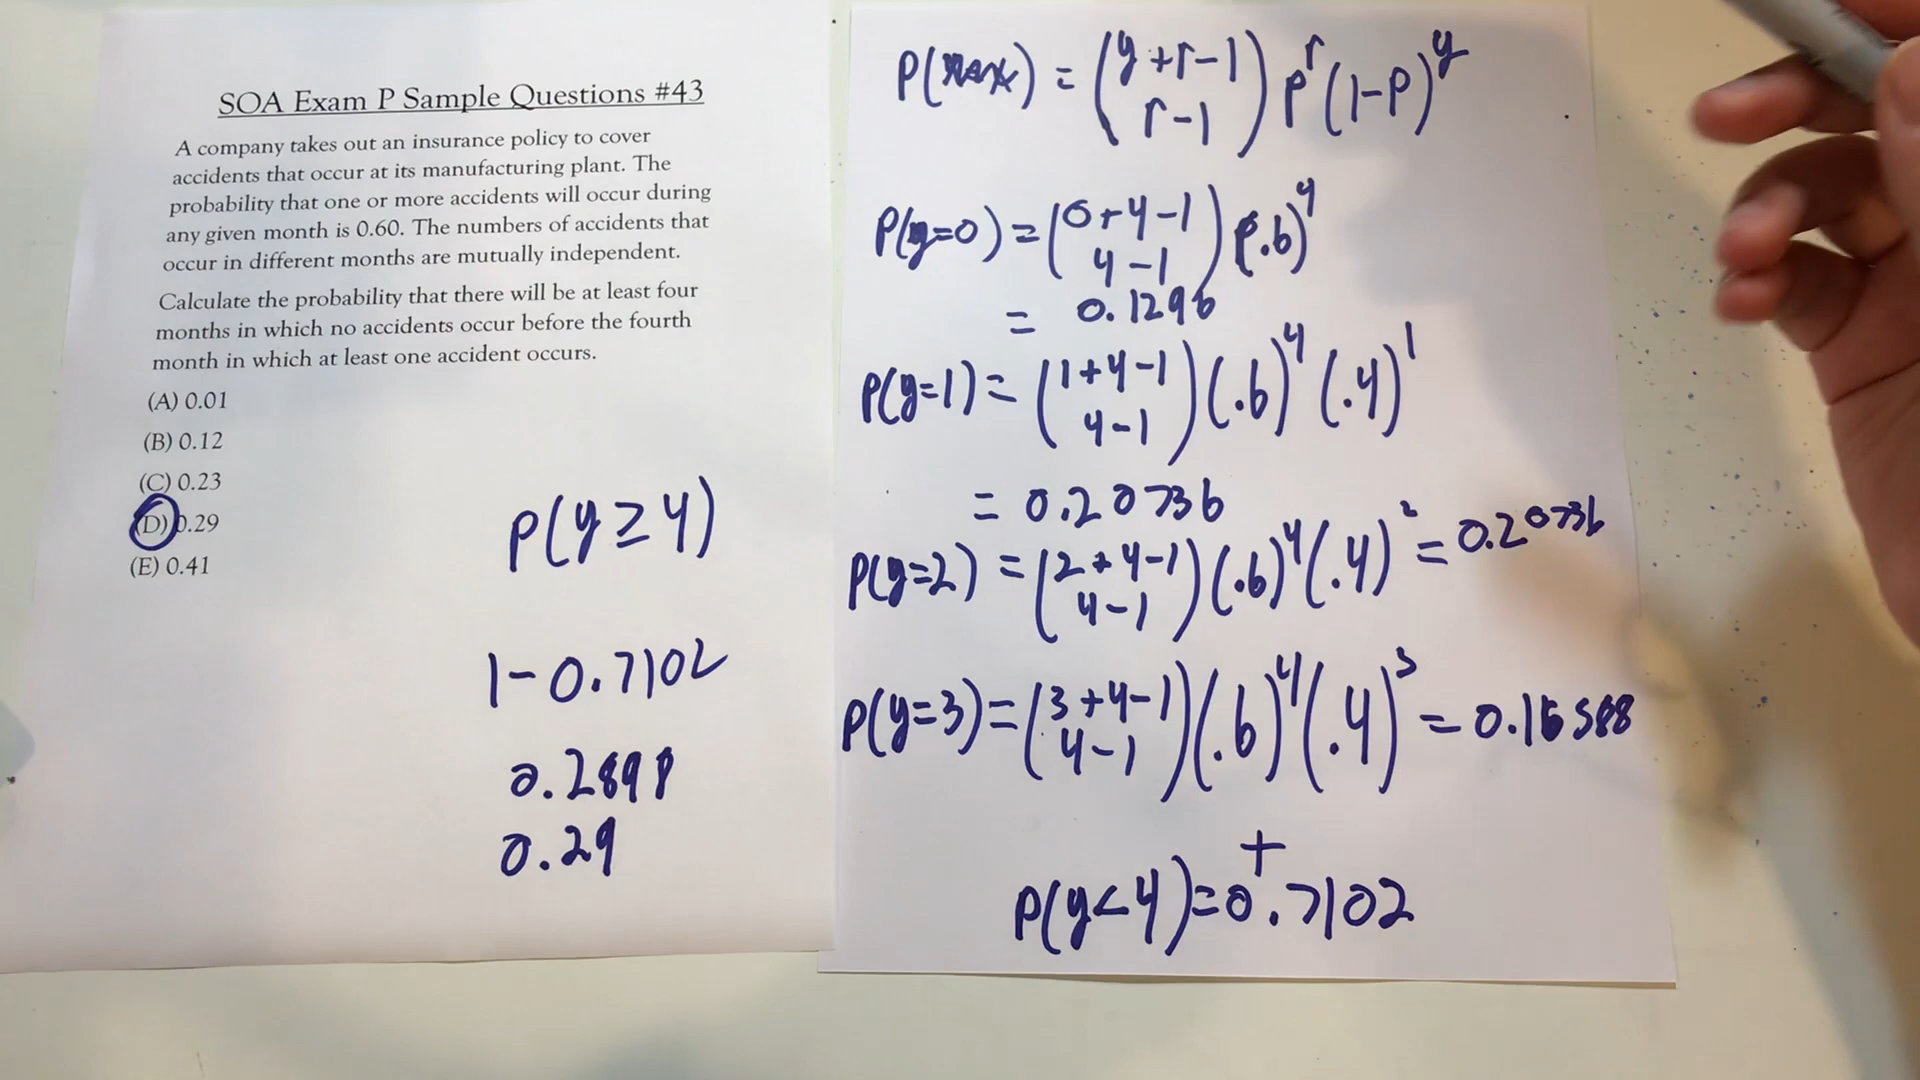 SOA Exam P Sample Questions #43
A company takes out an insurance policy to cover
accidents that occur at its manufacturing plant. The
probability that one or more accidents will occur during
any given month is 0.60. The numbers of accidents that
occur in different months are mutually independent.
Calculate the probability that there will be at least four
months in which no accidents occur before the fourth
month in which at least one accident occurs.
(A) 0.01
(B) 0.12
(C) 0.23
(D) 0.29
(E) 0.41
P(y≥4)
1-0.7102
0.2898
0.29
= (y+r-1 r-1) p^r (1-p)^y
P(y=0) = (0+4-1 4-1) (.6)^4
= 0.1296
P(y=1) = (1+4-1 4-1) (.6)^4 (.4)^1
= 0.20736
P(y=2) = (2+4-1 4-1) (.6)^4 (.4)^2 = 0.20736
P(y=3) = (3+4-1 4-1) (.6)^4 (.4)^3 = 0.16588
+
P(y<4)=0.7102